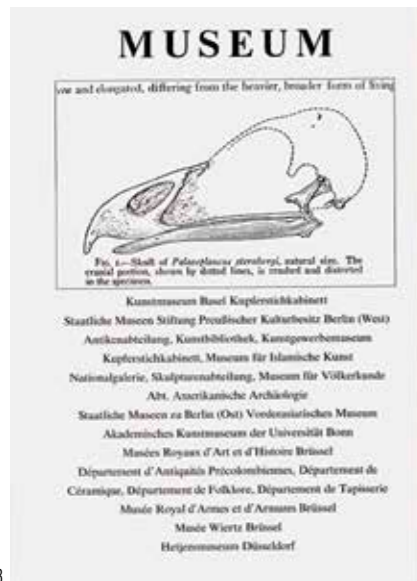 MUSEUM
and elongated, differing from the heavier, broader form of living
FIG. 1.—Skull of Palaeoplancus sternbergi, natural size. The
cranial portion, shown by dotted lines, is crushed and distorted
in the specimen.
Kunstmuseum Basel Kupferstichkabinett
Staatliche Museen Stiftung Preußischer Kulturbesitz Berlin (West)
Antikenabteilung, Kunstbibliothek, Kunstgewerbemuseum
Kupferstichkabinett, Museum für Islamische Kunst
Nationalgalerie, Skulpturenabteilung, Museum für Völkerkunde
Abt. Amerikanische Archäologie
Staatliche Museen zu Berlin (Ost) Vorderasiatisches Museum
Akademisches Kunstmuseum der Universität Bonn
Musées Royaux d'Art et d'Histoire Brüssel
Département d'Antiquités Précolombiennes, Département de
Céramique, Département de Folklore, Département de Tapisserie
Musée Royal d'Armes et d'Armures Brüssel
Musée Wiertz Brüssel
Hetjensmuseum Düsseldorf